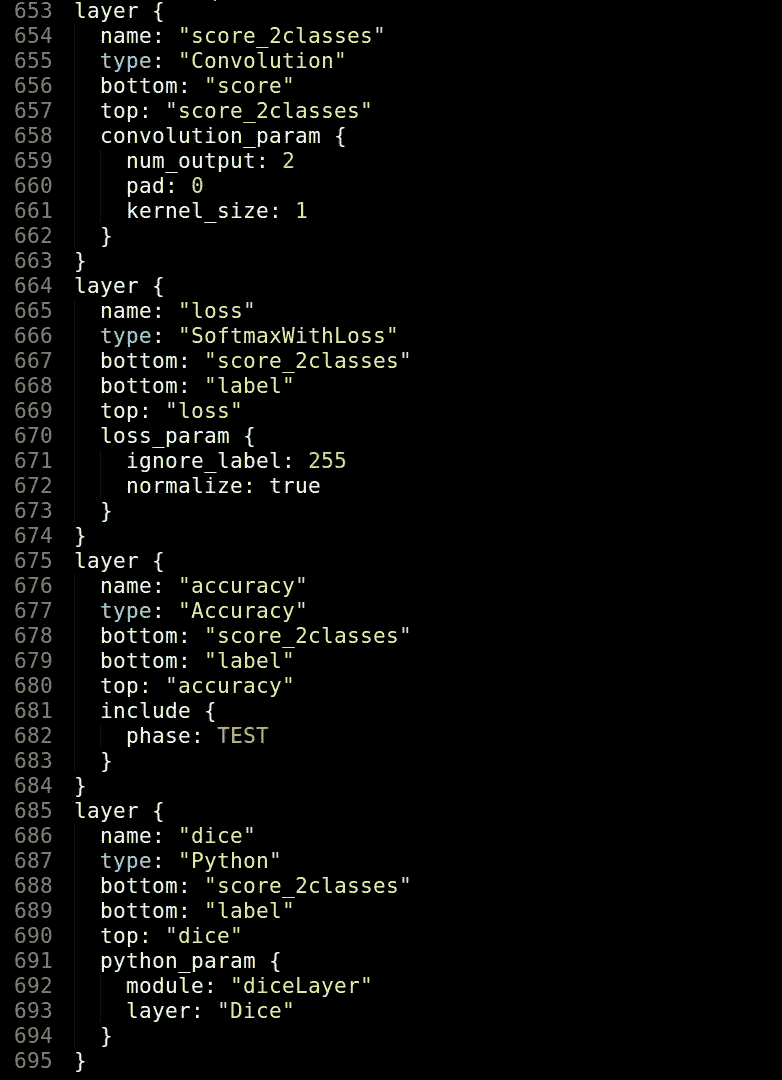 653 layer {
654   name: "score_2classes"
655   type: "Convolution"
656   bottom: "score"
657   top: "score_2classes"
658   convolution_param {
659     num_output: 2
660     pad: 0
661     kernel_size: 1
662   }
663 }
664 layer {
665   name: "loss"
666   type: "SoftmaxWithLoss"
667   bottom: "score_2classes"
668   bottom: "label"
669   top: "loss"
670   loss_param {
671     ignore_label: 255
672     normalize: true
673   }
674 }
675 layer {
676   name: "accuracy"
677   type: "Accuracy"
678   bottom: "score_2classes"
679   bottom: "label"
680   top: "accuracy"
681   include {
682     phase: TEST
683   }
684 }
685 layer {
686   name: "dice"
687   type: "Python"
688   bottom: "score_2classes"
689   bottom: "label"
690   top: "dice"
691   python_param {
692     module: "diceLayer"
693     layer: "Dice"
694   }
695 }